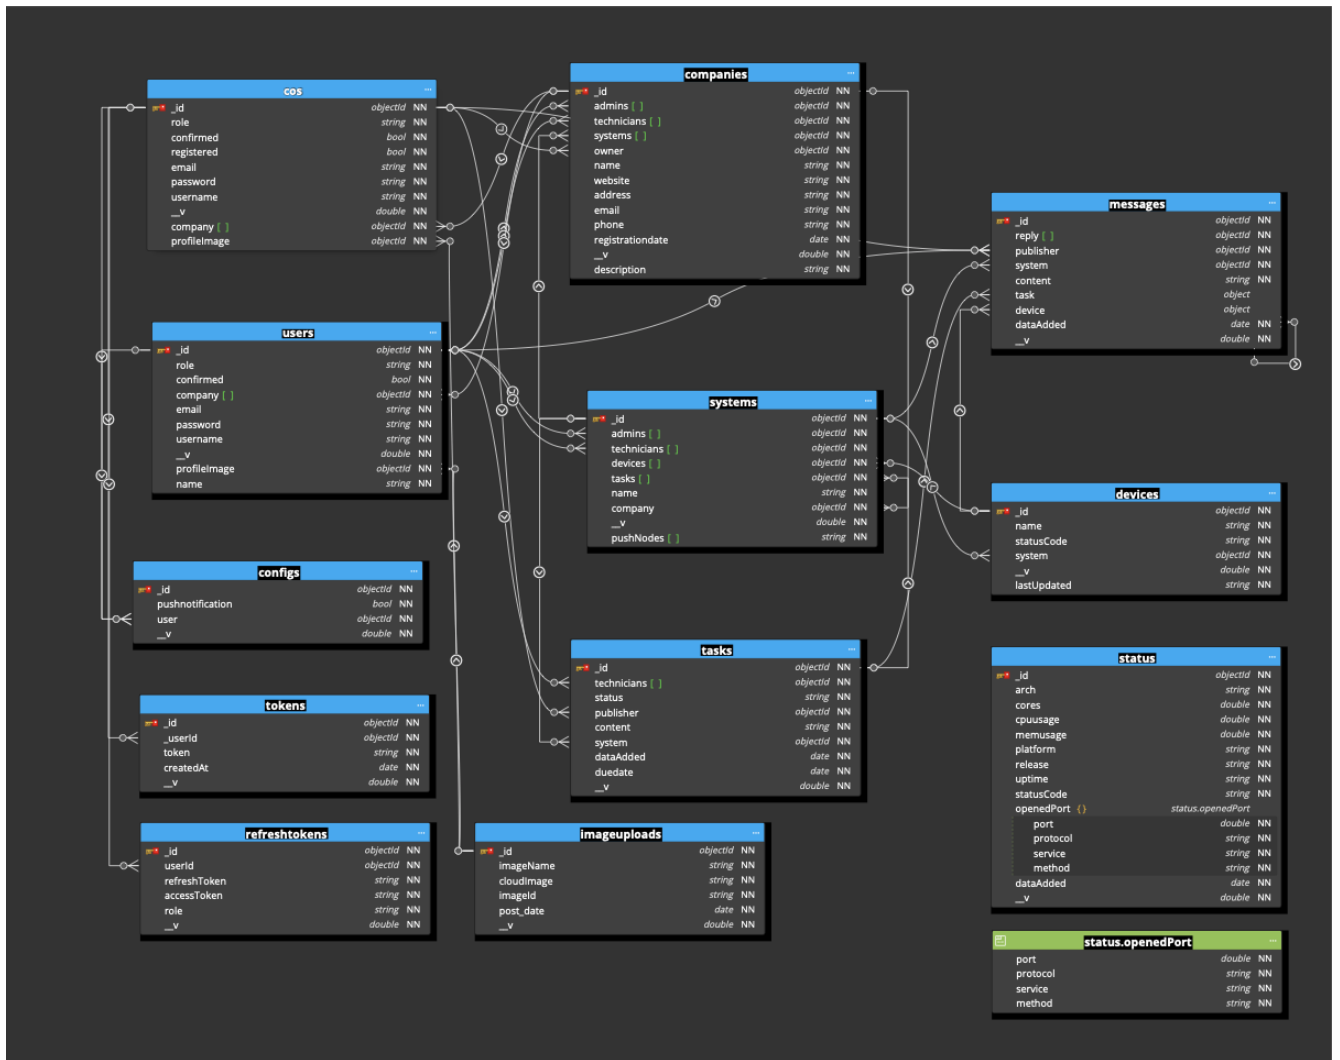 cos
_id objectId NN
role string NN
confirmed bool NN
registered bool NN
email string NN
password string NN
username string NN
__v double NN
company [ ] objectId NN
profileImage objectId NN
companies
_id objectId NN
admins [ ] objectId NN
technicians [ ] objectId NN
systems [ ] objectId NN
owner objectId NN
name string NN
website string NN
address string NN
email string NN
phone string NN
registrationdate date NN
__v double NN
description string NN
messages
_id objectId NN
reply [ ] objectId NN
publisher objectId NN
system objectId NN
content string NN
task object
device object
dataAdded date NN
__v double NN
users
_id objectId NN
role string NN
confirmed bool NN
company [ ] objectId NN
email string NN
password string NN
username string NN
__v double NN
profileImage objectId NN
name string NN
systems
_id objectId NN
admins [ ] objectId NN
technicians [ ] objectId NN
devices [ ] objectId NN
tasks [ ] objectId NN
name string NN
company objectId NN
__v double NN
pushNodes [ ] string NN
devices
_id objectId NN
name string NN
statusCode string NN
system objectId NN
__v double NN
lastUpdated string NN
configs
_id objectId NN
pushnotification bool NN
user objectId NN
__v double NN
tasks
_id objectId NN
technicians [ ] objectId NN
status string NN
publisher objectId NN
content string NN
system objectId NN
dataAdded date NN
duedate date NN
__v double NN
status
_id objectId NN
arch string NN
cores double NN
cpuusage double NN
memusage double NN
platform string NN
release string NN
uptime string NN
statusCode string NN
openedPort {} status.openedPort
port double NN
protocol string NN
service string NN
method string NN
dataAdded date NN
__v double NN
tokens
_id objectId NN
_userId objectId NN
token string NN
createdAt date NN
__v double NN
refreshtokens
_id objectId NN
userId objectId NN
refreshToken string NN
accessToken string NN
role string NN
__v double NN
imageuploads
_id objectId NN
imageName string NN
cloudImage string NN
imageId string NN
post_date date NN
__v double NN
status.openedPort
port double NN
protocol string NN
service string NN
method string NN